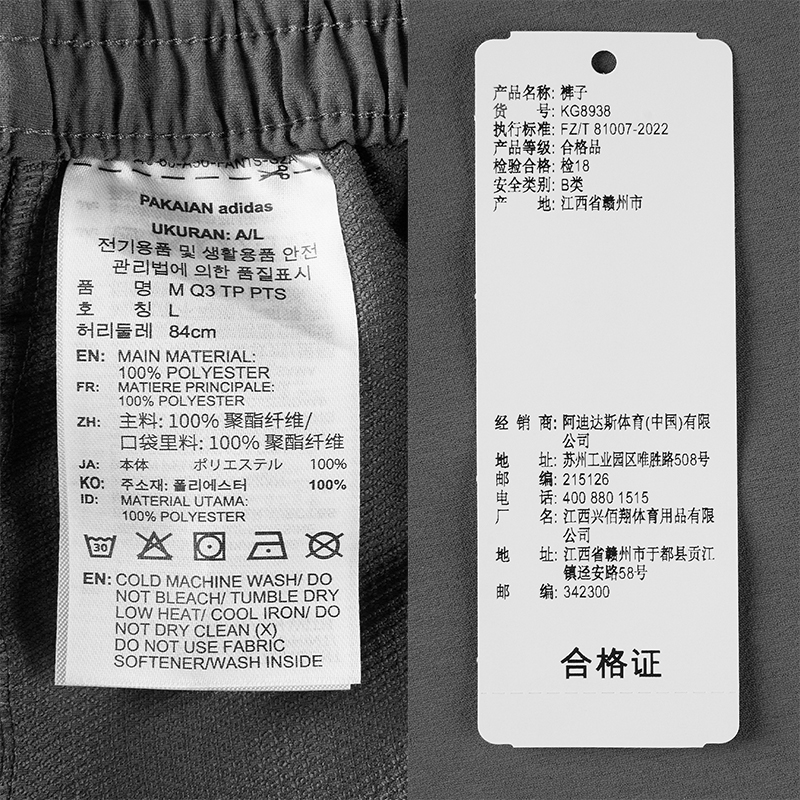 PAKAIAN adidas
UKURAN: A/L
전기용품 및 생활용품 안전
관리법에 의한 품질표시
품 명 M Q3 TP PTS
호 칭 L
허리둘레 84cm
EN: MAIN MATERIAL:
100% POLYESTER
FR: MATIERE PRINCIPALE:
100% POLYESTER
ZH: 主料: 100% 聚酯纤维/
口袋里料: 100% 聚酯纤维
JA: 本体 ポリエステル 100%
KO: 주소재: 폴리에스터 100%
ID: MATERIAL UTAMA:
100% POLYESTER
30
EN: COLD MACHINE WASH/ DO
NOT BLEACH/ TUMBLE DRY
LOW HEAT/ COOL IRON/ DO
NOT DRY CLEAN (X)
DO NOT USE FABRIC
SOFTENER/WASH INSIDE
产品名称: 裤子
货 号: KG8938
执行标准: FZ/T 81007-2022
产品等级: 合格品
检验合格: 检18
安全类别: B类
产 地: 江西省赣州市
经 销 商: 阿迪达斯体育(中国)有限
公司
地 址: 苏州工业园区唯胜路508号
邮 编: 215126
电 话: 400 880 1515
厂 名: 江西兴佰翔体育用品有限
公司
地 址: 江西省赣州市于都县贡江
镇迳安路58号
邮 编: 342300
合格证